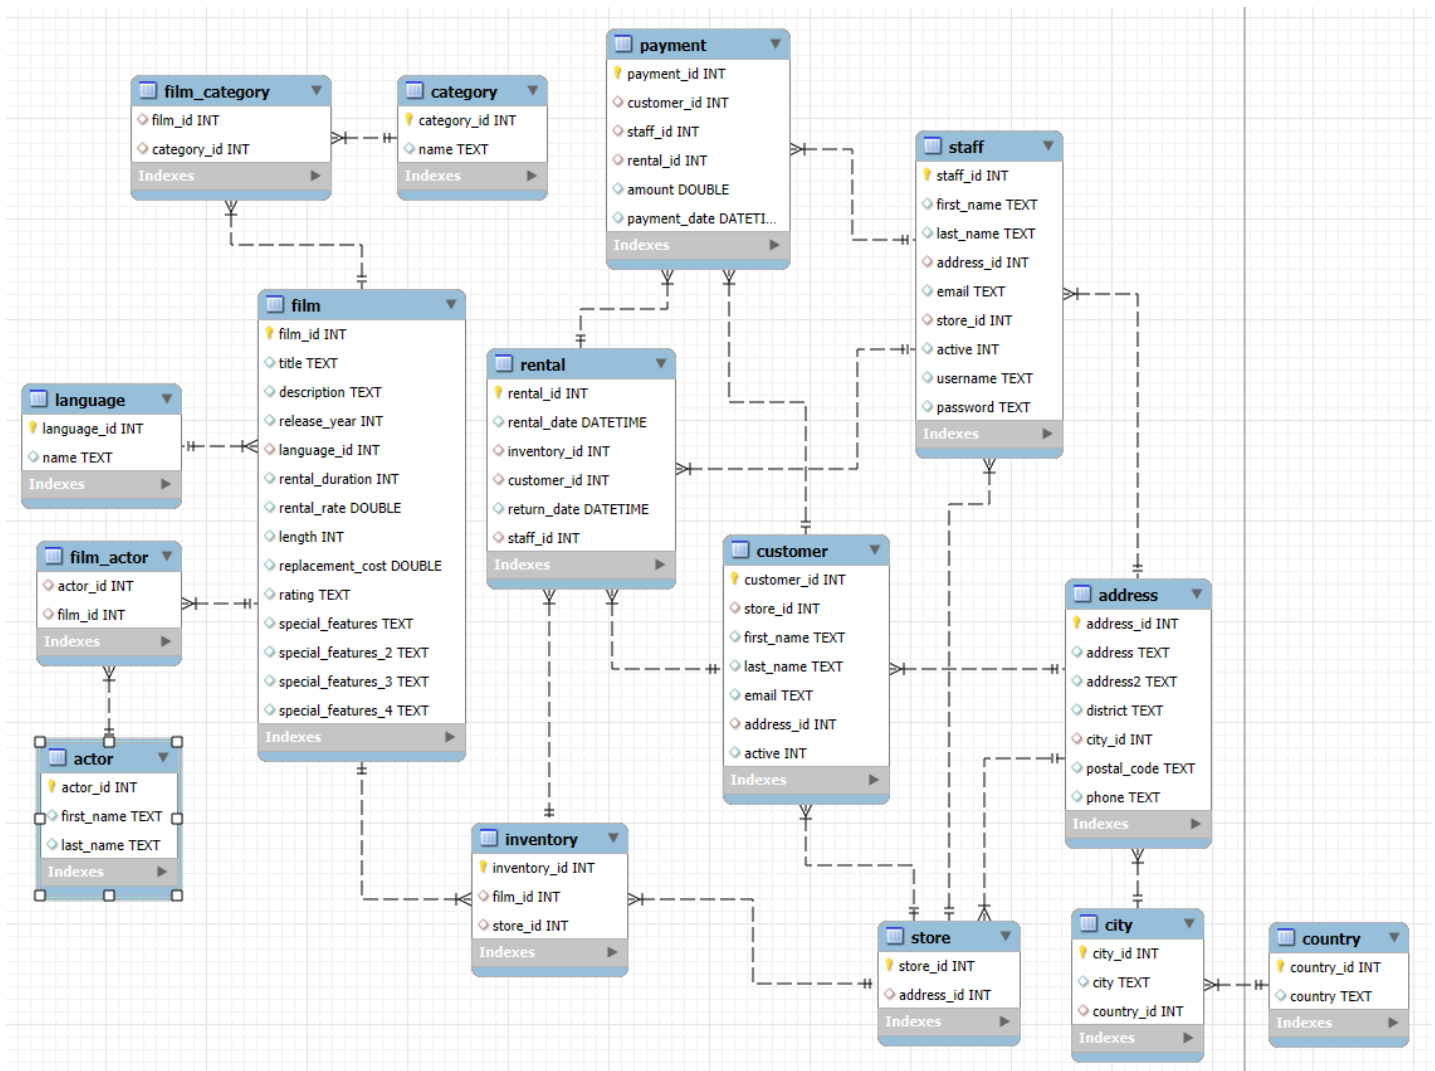 payment
payment_id INT
customer_id INT
staff_id INT
rental_id INT
amount DOUBLE
payment_date DATETI...
Indexes
film_category
film_id INT
category_id INT
Indexes
category
category_id INT
name TEXT
Indexes
staff
staff_id INT
first_name TEXT
last_name TEXT
address_id INT
email TEXT
store_id INT
active INT
username TEXT
password TEXT
Indexes
film
film_id INT
title TEXT
description TEXT
release_year INT
language_id INT
rental_duration INT
rental_rate DOUBLE
length INT
replacement_cost DOUBLE
rating TEXT
special_features TEXT
special_features_2 TEXT
special_features_3 TEXT
special_features_4 TEXT
Indexes
rental
rental_id INT
rental_date DATETIME
inventory_id INT
customer_id INT
return_date DATETIME
staff_id INT
Indexes
language
language_id INT
name TEXT
Indexes
film_actor
actor_id INT
film_id INT
Indexes
customer
customer_id INT
store_id INT
first_name TEXT
last_name TEXT
email TEXT
address_id INT
active INT
Indexes
address
address_id INT
address TEXT
address2 TEXT
district TEXT
city_id INT
postal_code TEXT
phone TEXT
Indexes
actor
actor_id INT
first_name TEXT
last_name TEXT
Indexes
inventory
inventory_id INT
film_id INT
store_id INT
Indexes
store
store_id INT
address_id INT
Indexes
city
city_id INT
city TEXT
country_id INT
Indexes
country
country_id INT
country TEXT
Indexes